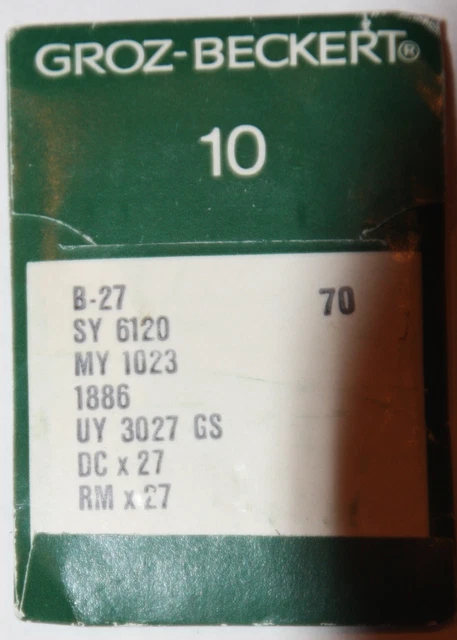 GROZ-BECKERT®
10
B-27 70
SY 6120
MY 1023
1886
UY 3027 GS
DC x 27
RM x 27